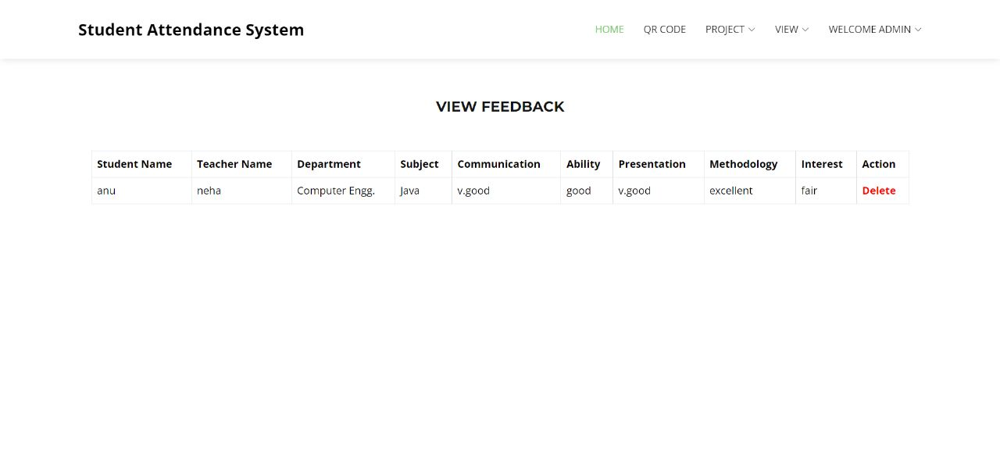 Student Attendance System HOME QR CODE PROJECT VIEW WELCOME ADMIN
VIEW FEEDBACK
Student Name Teacher Name Department Subject Communication Ability Presentation Methodology Interest Action
anu neha Computer Engg. Java v.good good v.good excellent fair Delete